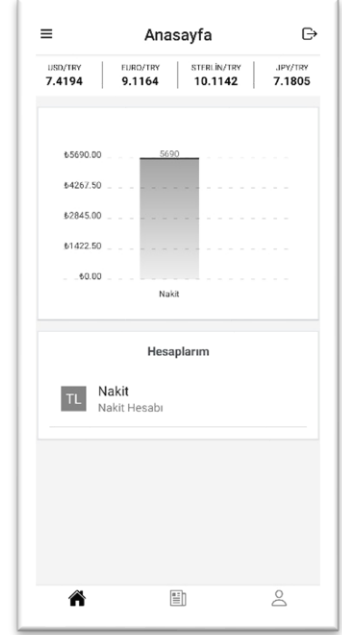 Anasayfa
USD/TRY EURO/TRY STERLİN/TRY JPY/TRY
7.4194 9.1164 10.1142 7.1805
₺5690.00 5690
₺4267.50
₺2845.00
₺1422.50
₺0.00
Nakit
Hesaplarım
TL Nakit
Nakit Hesabı